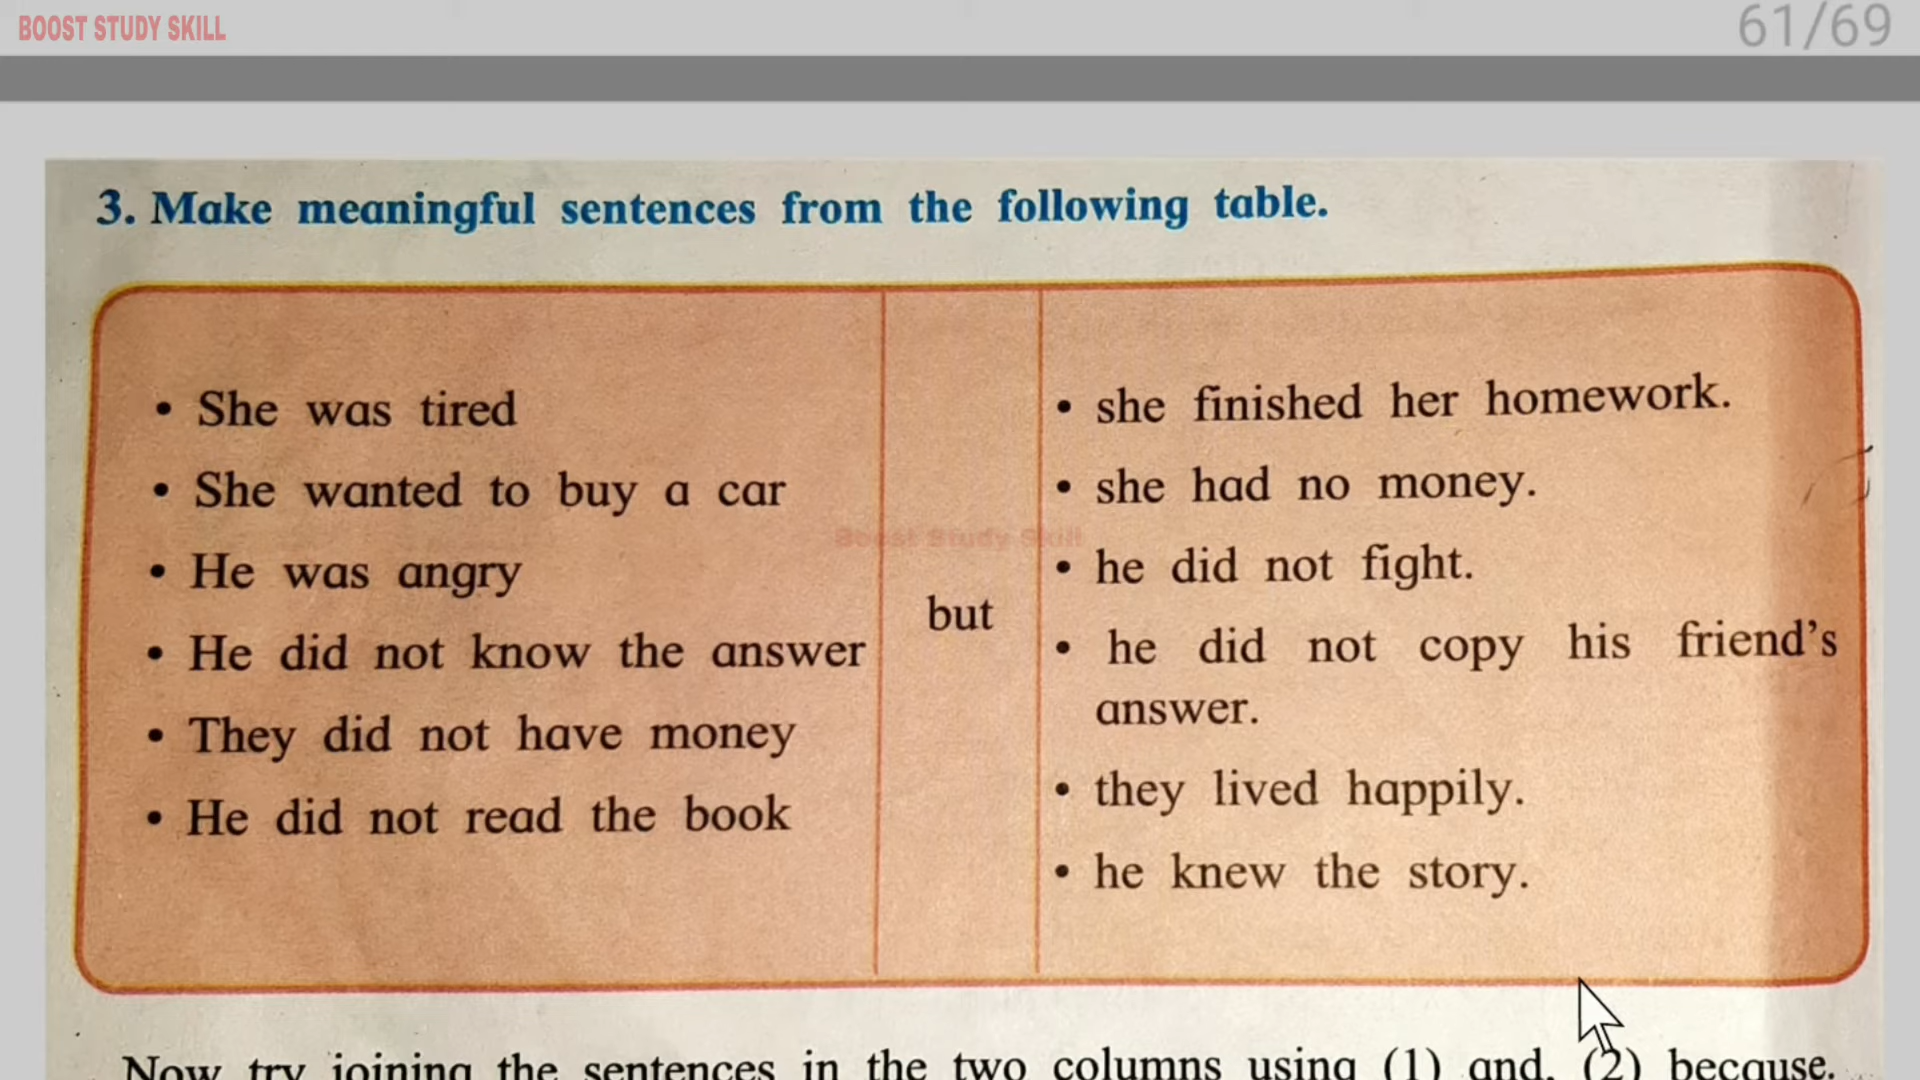 BOOST STUDY SKILL
61/69
3. Make meaningful sentences from the following table.
• She was tired
• She wanted to buy a car
• He was angry
• He did not know the answer
• They did not have money
• He did not read the book
Boost Study Skill
but
• she finished her homework.
• she had no money.
• he did not fight.
• he did not copy his friend's
answer.
• they lived happily.
• he knew the story.
Now try joining the sentences in the two columns using (1) and, (2) because.